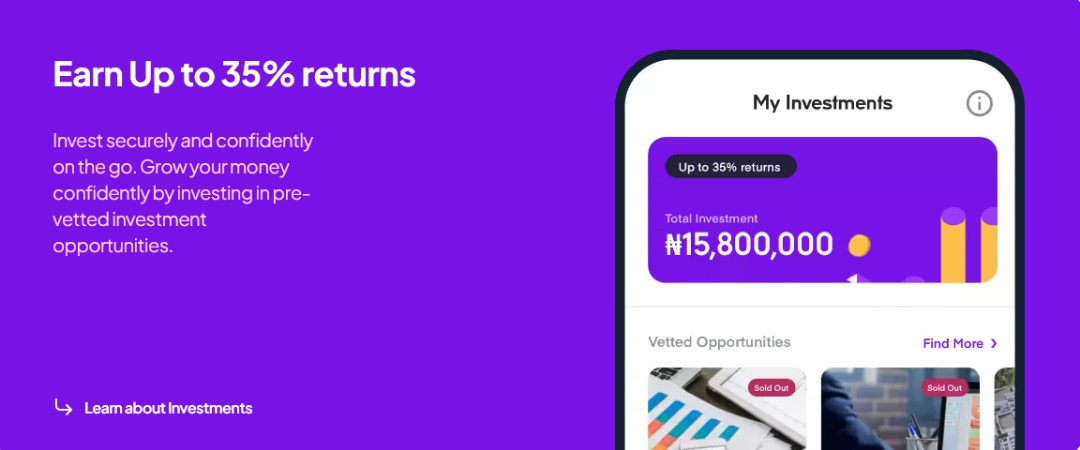 Earn Up to 35% returns
Invest securely and confidently
on the go. Grow your money
confidently by investing in pre-
vetted investment
opportunities.
Learn about Investments
My Investments
Up to 35% returns
Total Investment
₦15,800,000
Vetted Opportunities
Find More
Sold Out
Sold Out